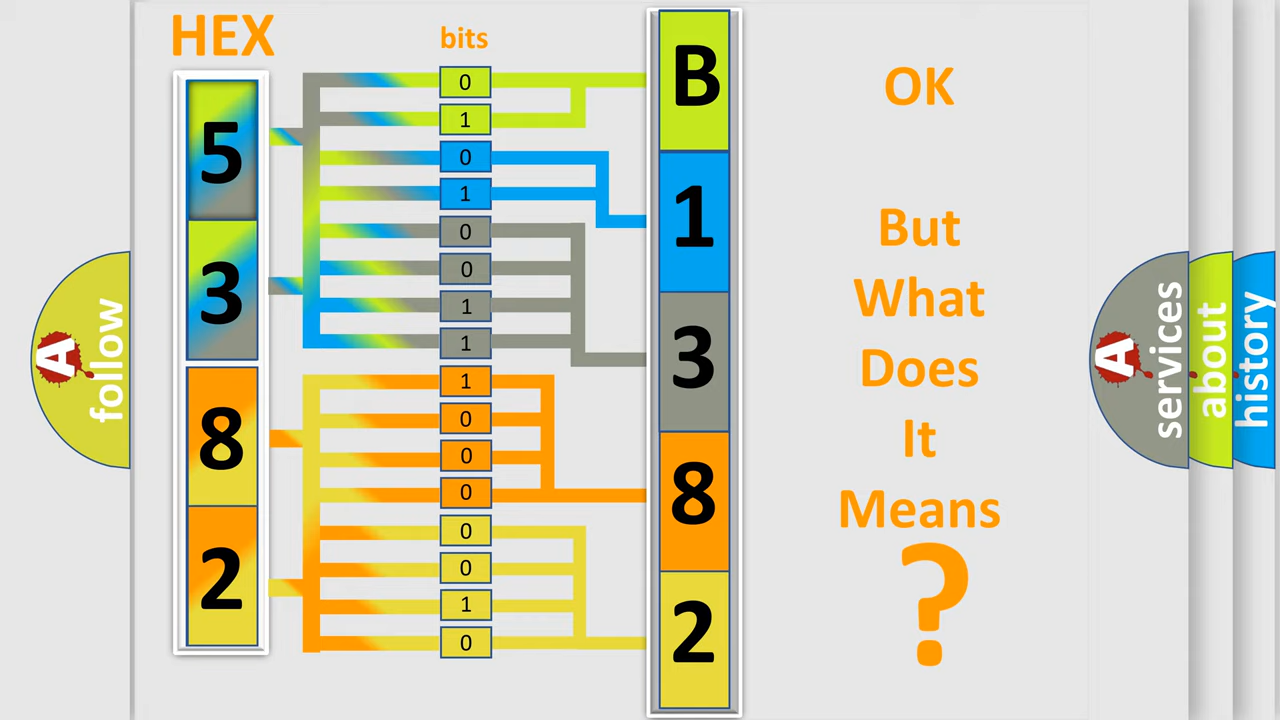 HEX
bits
5
3
8
2
0
1
0
1
0
0
1
1
1
0
0
0
0
0
1
0
B
1
3
8
2
OK
But
What
Does
It
Means
?
A
follow
A
services
about
history